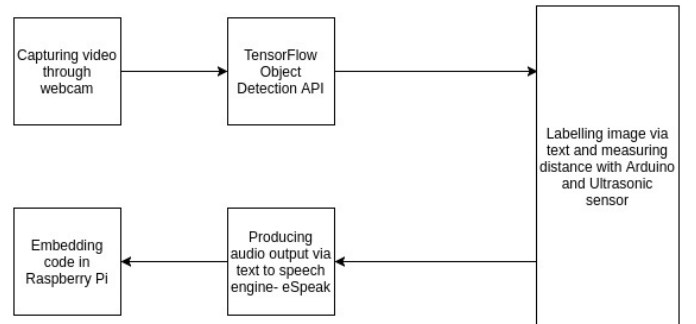 Capturing video
through
webcam
TensorFlow
Object
Detection API
Labelling image via
text and measuring
distance with Arduino
and Ultrasonic
sensor
Embedding
code in
Raspberry Pi
Producing
audio output via
text to speech
engine- eSpeak